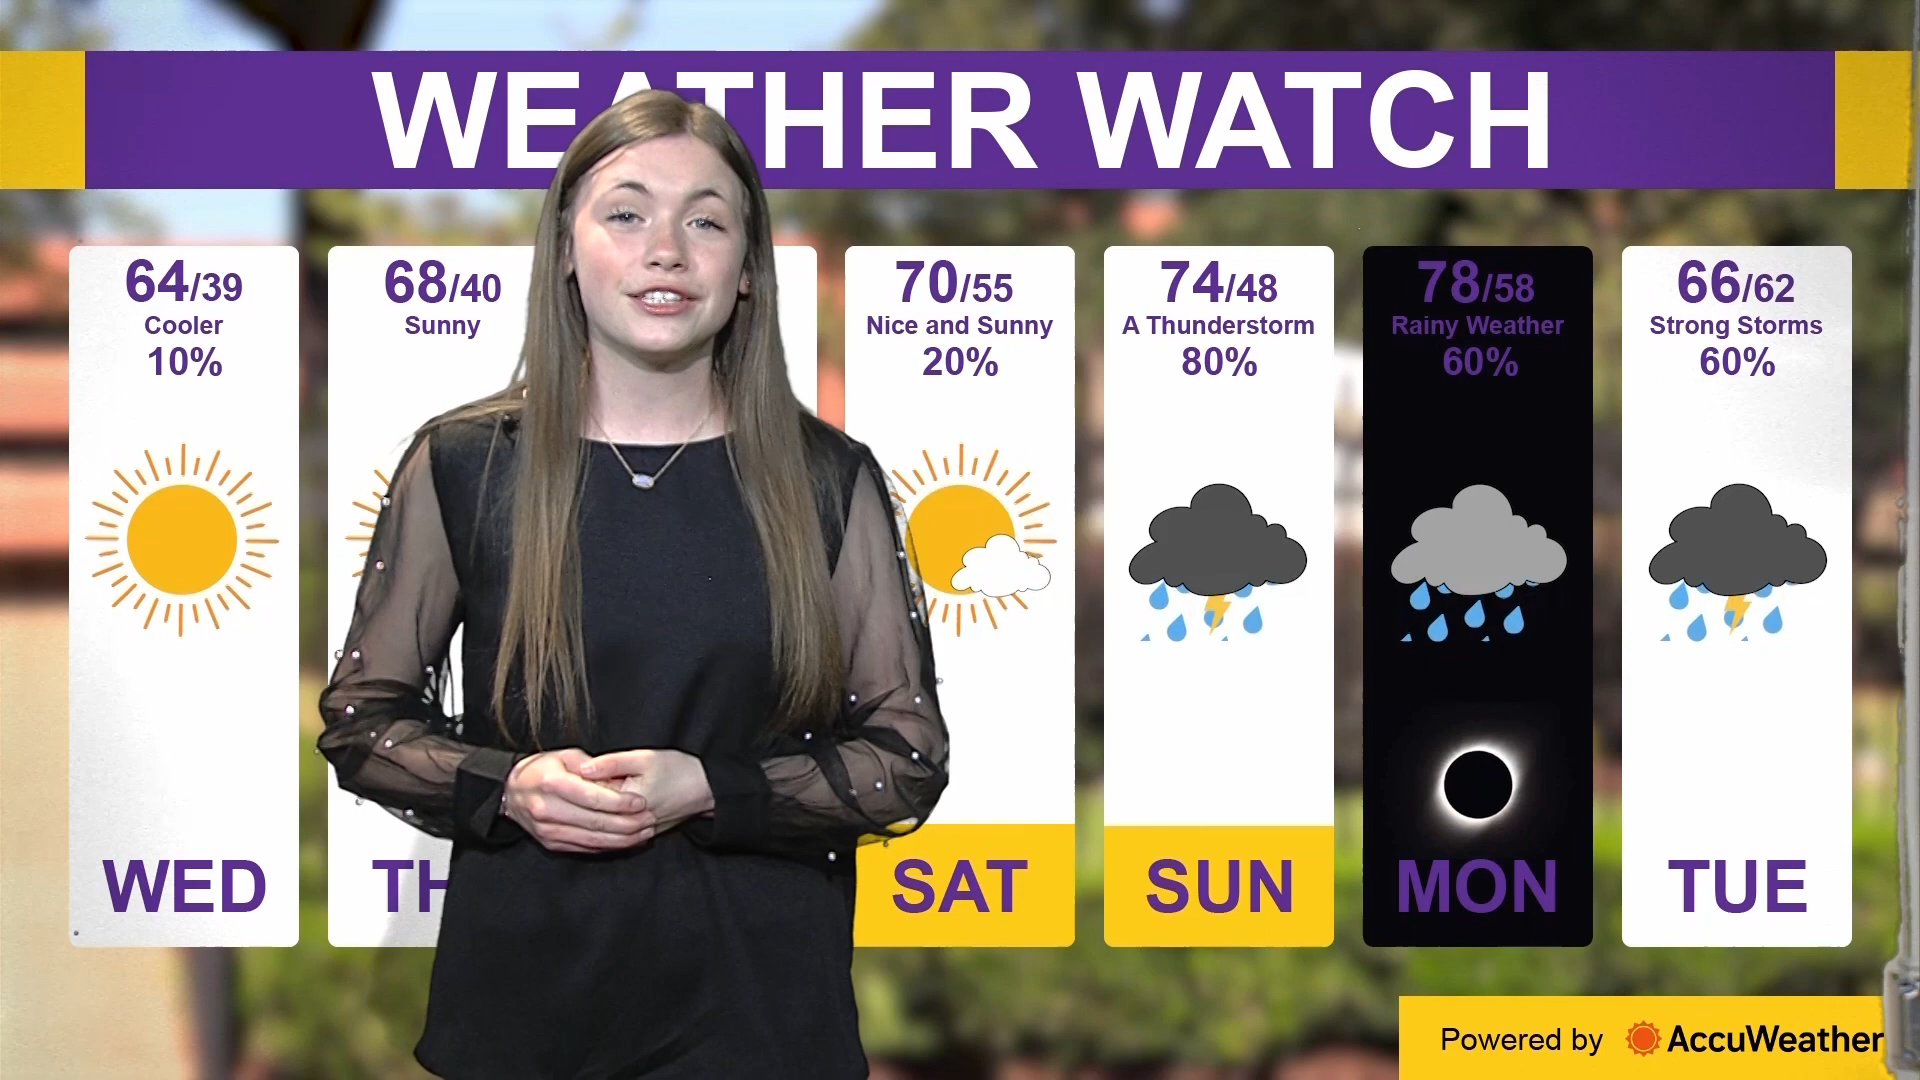 WEATHER WATCH
64/39
Cooler
10%
WED
68/40
Sunny
TH
70/55
Nice and Sunny
20%
SAT
74/48
A Thunderstorm
80%
SUN
78/58
Rainy Weather
60%
MON
66/62
Strong Storms
60%
TUE
Powered by AccuWeather